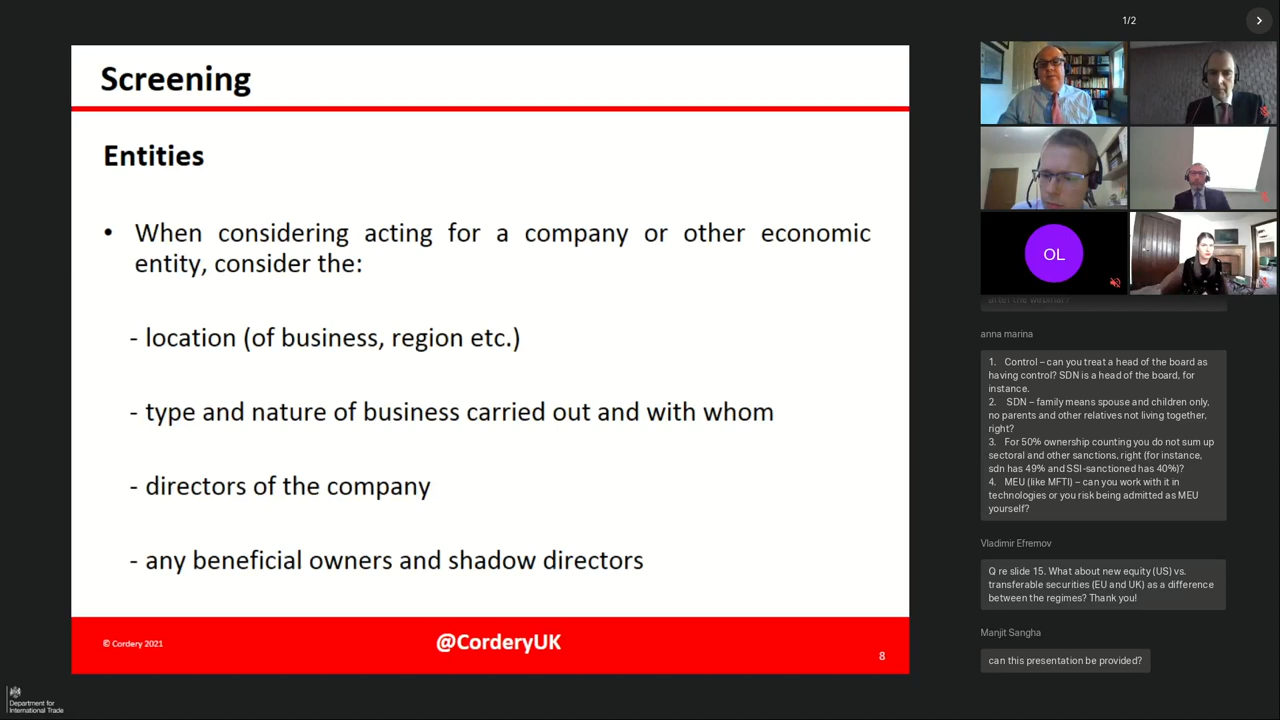 1/2
Screening
Entities
• When considering acting for a company or other economic
entity, consider the:
- location (of business, region etc.)
- type and nature of business carried out and with whom
- directors of the company
- any beneficial owners and shadow directors
© Cordery 2021
@CorderyUK
8
Department for
International Trade
OL
after the webinar?
anna marina
1. Control – can you treat a head of the board as
having control? SDN is a head of the board, for
instance.
2. SDN – family means spouse and children only,
no parents and other relatives not living together,
right?
3. For 50% ownership counting you do not sum up
sectoral and other sanctions, right (for instance,
sdn has 49% and SSI-sanctioned has 40%)?
4. MEU (like MFTI) – can you work with it in
technologies or you risk being admitted as MEU
yourself?
Vladimir Efremov
Q re slide 15. What about new equity (US) vs.
transferable securities (EU and UK) as a difference
between the regimes? Thank you!
Manjit Sangha
can this presentation be provided?